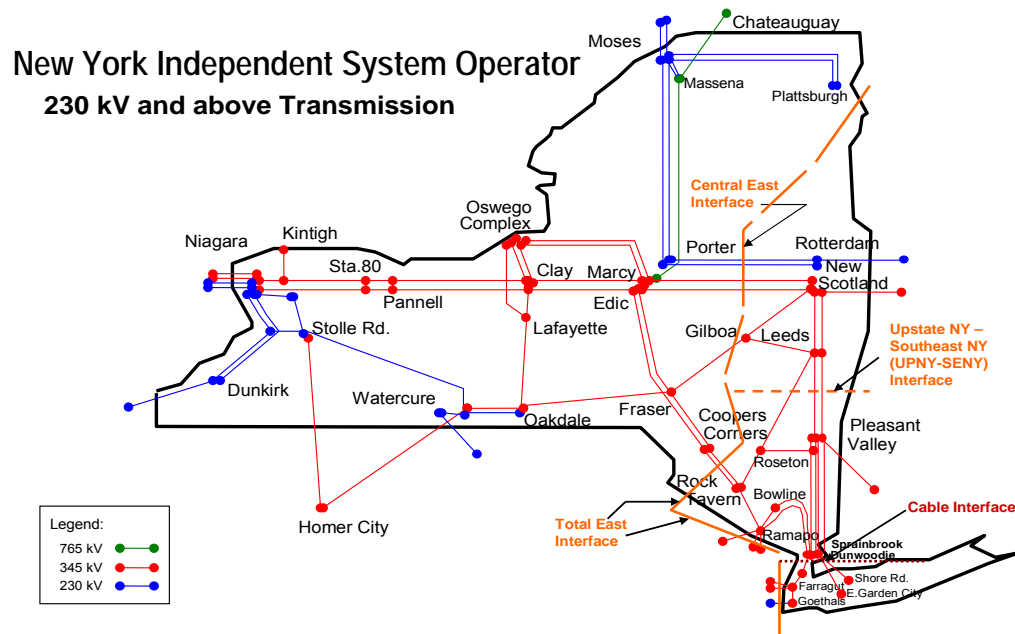 New York Independent System Operator
230 kV and above Transmission
Chateauguay
Moses
Massena
Plattsburgh
Central East
Interface
Oswego
Complex
Niagara
Kintigh
Porter
Rotterdam
Sta.80
Clay
Marcy
New
Scotland
Pannell
Edic
Stolle Rd.
Lafayette
Gilboa
Leeds
Upstate NY –
Southeast NY
(UPNY-SENY)
Interface
Dunkirk
Watercure
Oakdale
Fraser
Coopers
Corners
Pleasant
Valley
Roseton
Rock
Tavern
Bowline
Homer City
Total East
Interface
Ramapo
Cable Interface
Sprainbrook
Dunwoodie
Shore Rd.
Farragut
E.Garden City
Goethals
Legend:
765 kV
345 kV
230 kV